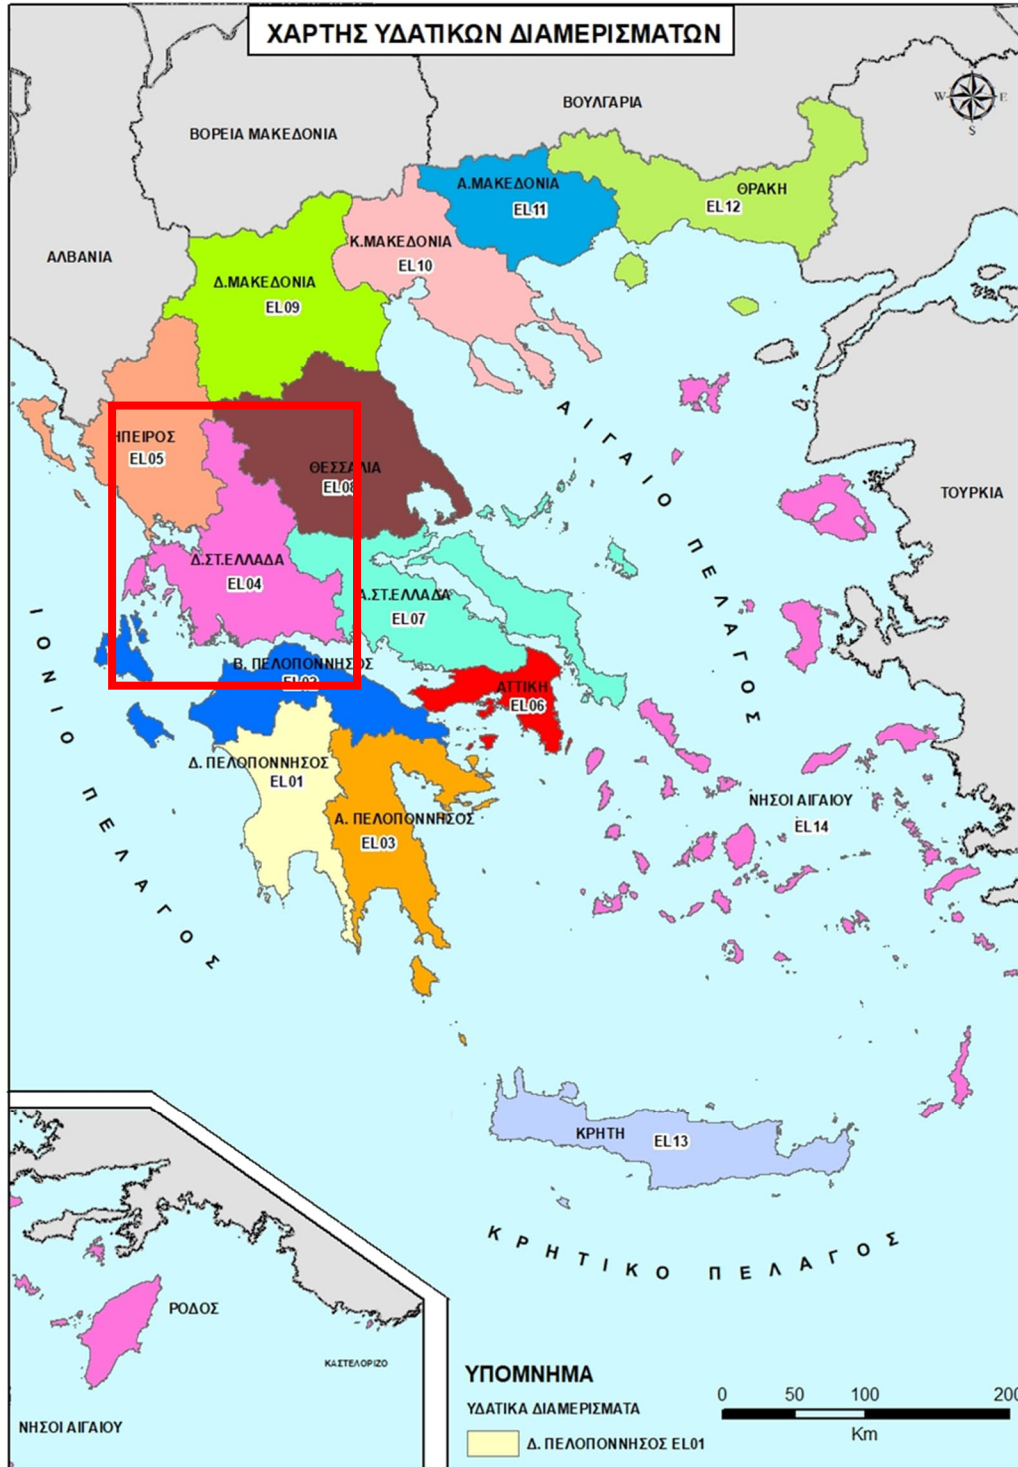 ΧΑΡΤΗΣ ΥΔΑΤΙΚΩΝ ΔΙΑΜΕΡΙΣΜΑΤΩΝ
ΒΟΥΛΓΑΡΙΑ
W E
S
ΒΟΡΕΙΑ ΜΑΚΕΔΟΝΙΑ
Α.ΜΑΚΕΔΟΝΙΑ
EL11
ΘΡΑΚΗ
EL12
ΑΛΒΑΝΙΑ
Κ.ΜΑΚΕΔΟΝΙΑ
EL10
Δ.ΜΑΚΕΔΟΝΙΑ
EL09
ΑΙΓΑΙΟ ΠΕΛΑΓΟΣ
ΗΠΕΙΡΟΣ
EL05
ΘΕΣΣΑΛΙΑ
EL08
ΤΟΥΡΚΙΑ
Δ.ΣΤ.ΕΛΛΑΔΑ
EL04
Α.ΣΤ.ΕΛΛΑΔΑ
EL07
ΙΟΝΙΟ ΠΕΛΑΓΟΣ
Β. ΠΕΛΟΠΟΝΝΗΣΟΣ
EL02
ΑΤΤΙΚΗ
EL06
Δ. ΠΕΛΟΠΟΝΝΗΣΟΣ
EL01
ΝΗΣΟΙ ΑΙΓΑΙΟΥ
EL14
Α. ΠΕΛΟΠΟΝΝΗΣΟΣ
EL03
ΚΡΗΤΗ EL13
ΚΡΗΤΙΚΟ ΠΕΛΑΓΟΣ
ΡΟΔΟΣ
ΚΑΣΤΕΛΟΡΙΖΟ
ΝΗΣΟΙ ΑΙΓΑΙΟΥ
ΥΠΟΜΝΗΜΑ
ΥΔΑΤΙΚΑ ΔΙΑΜΕΡΙΣΜΑΤΑ
Δ. ΠΕΛΟΠΟΝΝΗΣΟΣ EL01
0 50 100 200
Km